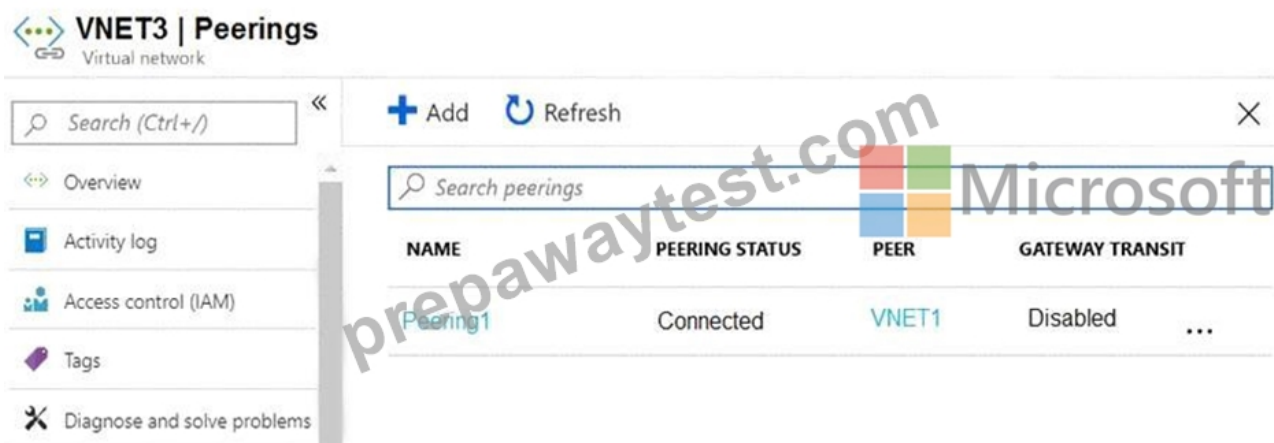 VNET3 | Peerings
Virtual network
Search (Ctrl+/)
«
Add
Refresh
Overview
Search peerings
Microsoft
Activity log
NAME
PEERING STATUS
PEER
GATEWAY TRANSIT
Access control (IAM)
Peering1
Connected
VNET1
Disabled
...
Tags
Diagnose and solve problems
prepawaytest.com